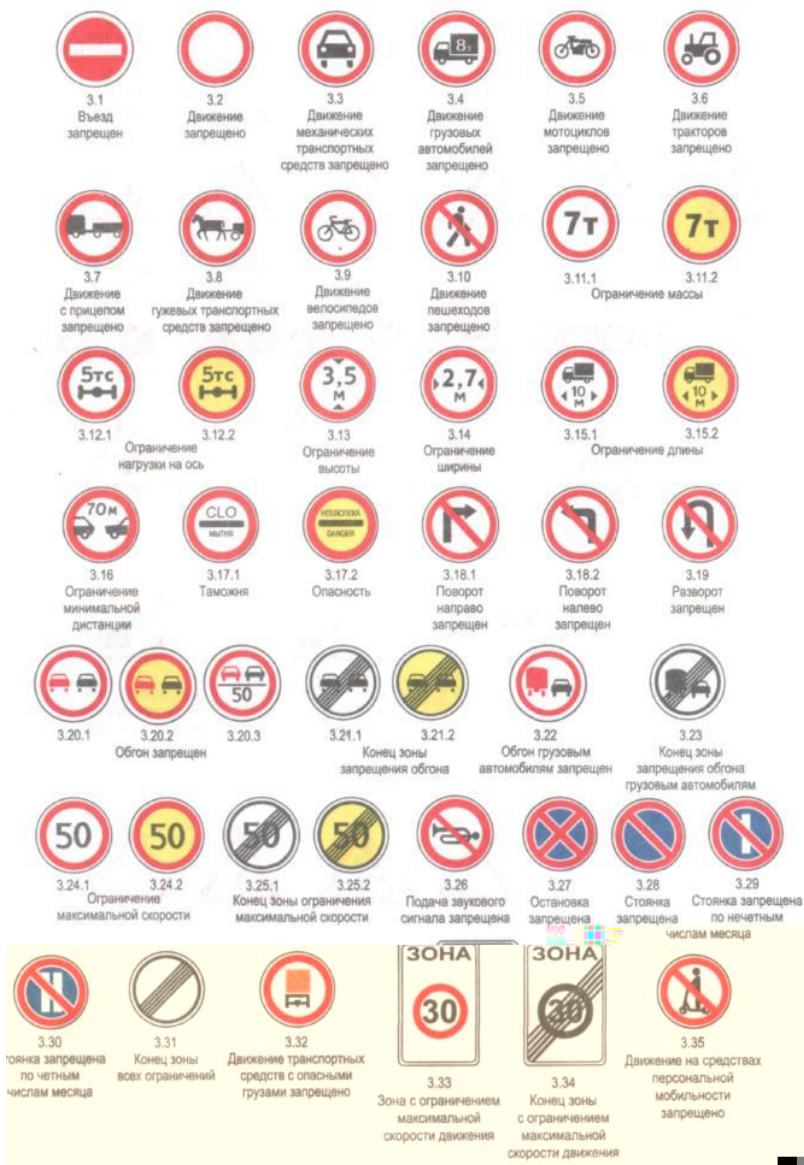 8т
3.1
Въезд
запрещен
3.2
Движение
запрещено
3.3
Движение
механических
транспортных
средств запрещено
3.4
Движение
грузовых
автомобилей
запрещено
3.5
Движение
мотоциклов
запрещено
3.6
Движение
тракторов
запрещено
3.7
Движение
с прицепом
запрещено
3.8
Движение
гужевых транспортных
средств запрещено
3.9
Движение
велосипедов
запрещено
3.10
Движение
пешеходов
запрещено
7т
7т
3.11.1
3.11.2
Ограничение массы
5тс
5тс
3.12.1
3.12.2
Ограничение
нагрузки на ось
3,5
м
3.13
Ограничение
высоты
2,7
м
3.14
Ограничение
ширины
10
м
10
м
3.15.1
3.15.2
Ограничение длины
70м
3.16
Ограничение
минимальной
дистанции
CLO
МЫТНЯ
3.17.1
Таможня
НЕБЯСПЕКА
DANGER
3.17.2
Опасность
3.18.1
Поворот
направо
запрещен
3.18.2
Поворот
налево
запрещен
3.19
Разворот
запрещен
50
3.20.1
3.20.2
3.20.3
Обгон запрещен
3.21.1
3.21.2
Конец зоны
запрещения обгона
3.22
Обгон грузовым
автомобилям запрещен
3.23
Конец зоны
запрещения обгона
грузовым автомобилям
50
50
3.24.1
3.24.2
Ограничение
максимальной скорости
50
50
3.25.1
3.25.2
Конец зоны ограничения
максимальной скорости
3.26
Подача звукового
сигнала запрещена
3.27
Остановка
запрещена
3.28
Стоянка
запрещена
3.29
Стоянка запрещена
по нечетным
числам месяца
3.30
тоянка запрещена
по четным
числам месяца
3.31
Конец зоны
всех ограничений
3.32
Движение транспортных
средств с опасными
грузами запрещено
ЗОНА
30
3.33
Зона с ограничением
максимальной
скорости движения
ЗОНА
30
3.34
Конец зоны
с ограничением
максимальной
скорости движения
3.35
Движение на средствах
персональной
мобильности
запрещено